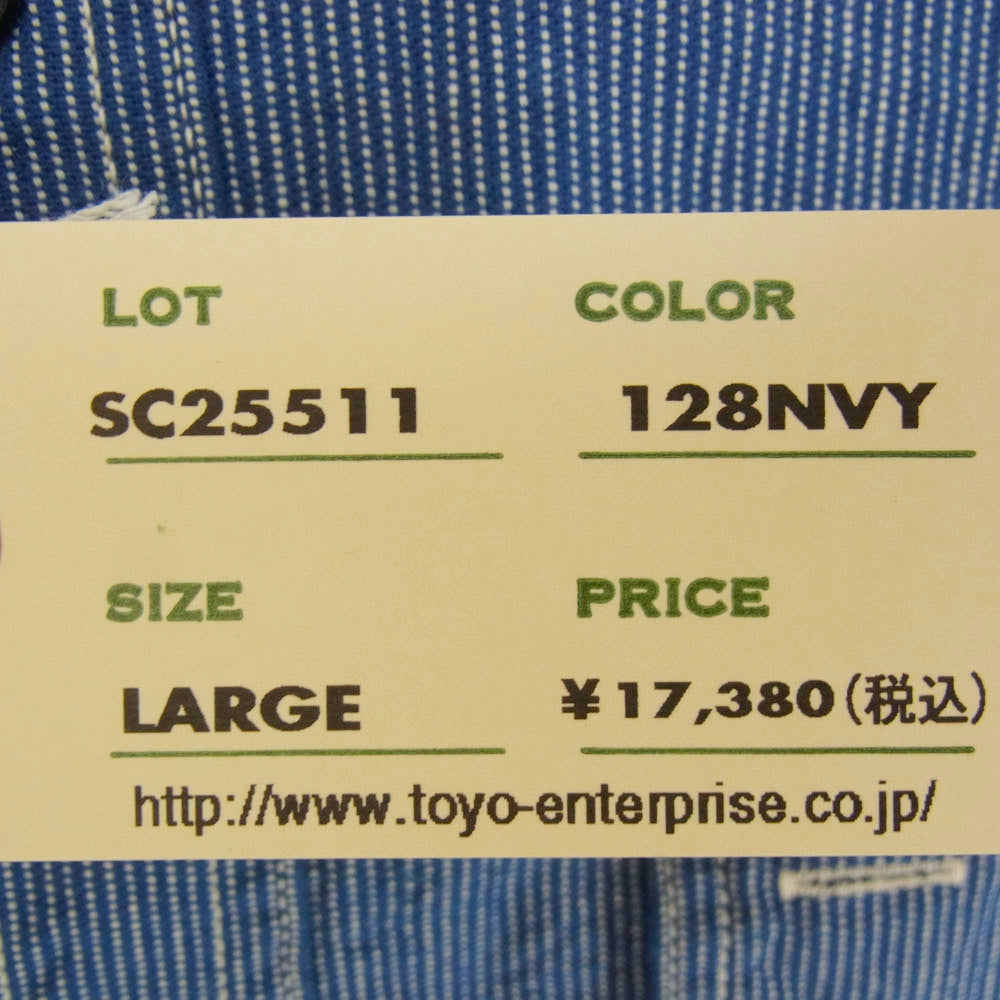 LOT COLOR
SC25511 128NVY
SIZE PRICE
LARGE ¥17,380(税込)
http://www.toyo-enterprise.co.jp/